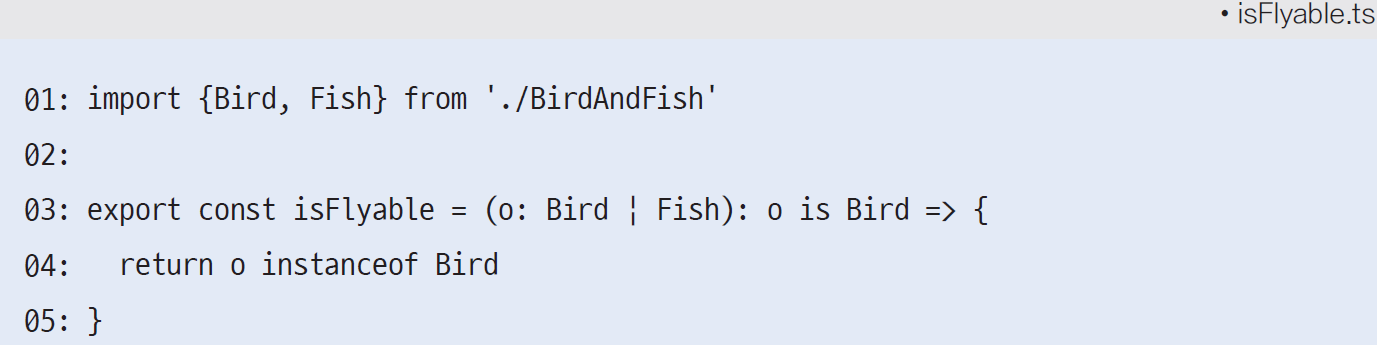 • isFlyable.ts
01: import {Bird, Fish} from './BirdAndFish'
02:
03: export const isFlyable = (o: Bird ¦ Fish): o is Bird => {
04:   return o instanceof Bird
05: }